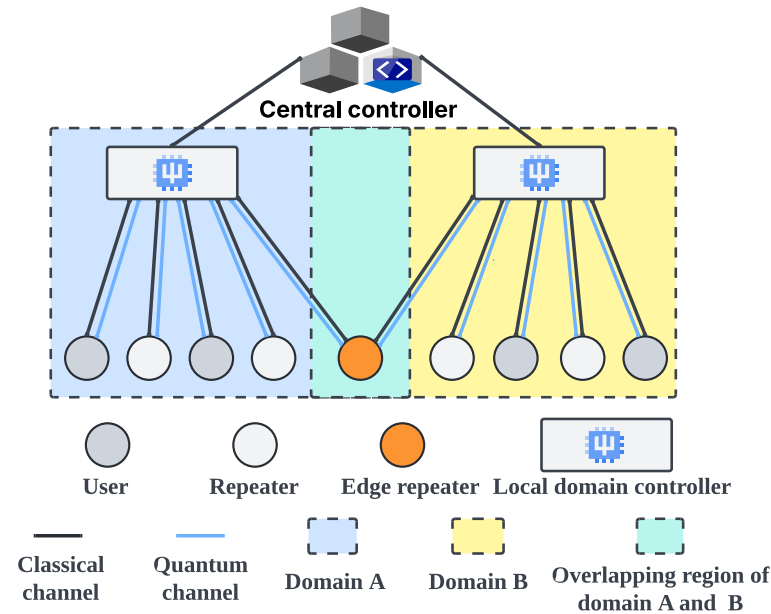 Central controller
User
Repeater
Edge repeater
Local domain controller
Classical
channel
Quantum
channel
Domain A
Domain B
Overlapping region of
domain A and B